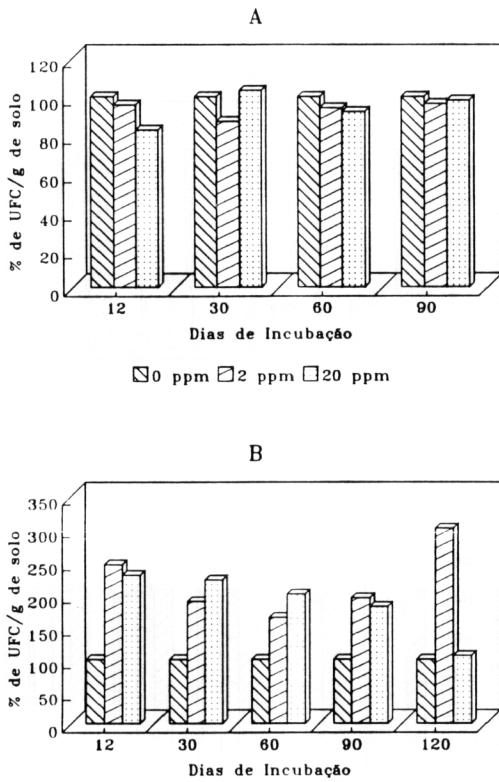 A
% de UFC/g de solo
120
100
80
60
40
20
0
12 30 60 90
Dias de Incubação
0 ppm 2 ppm 20 ppm
B
% de UFC/g de solo
350
300
250
200
150
100
50
0
12 30 60 90 120
Dias de Incubação